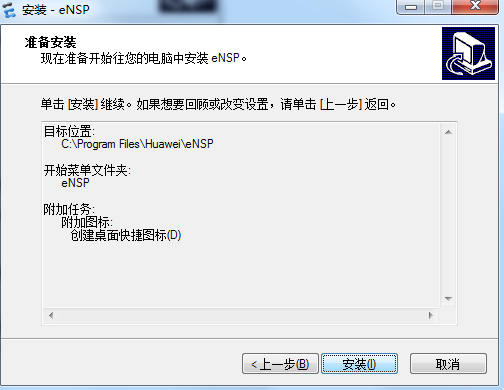 安装 - eNSP
准备安装
现在准备开始往您的电脑中安装 eNSP。
单击 [安装] 继续。如果想要回顾或改变设置，请单击 [上一步] 返回。
目标位置:
C:\Program Files\Huawei\eNSP
开始菜单文件夹:
eNSP
附加任务:
附加图标:
创建桌面快捷图标(D)
< 上一步(B)
安装(I)
取消